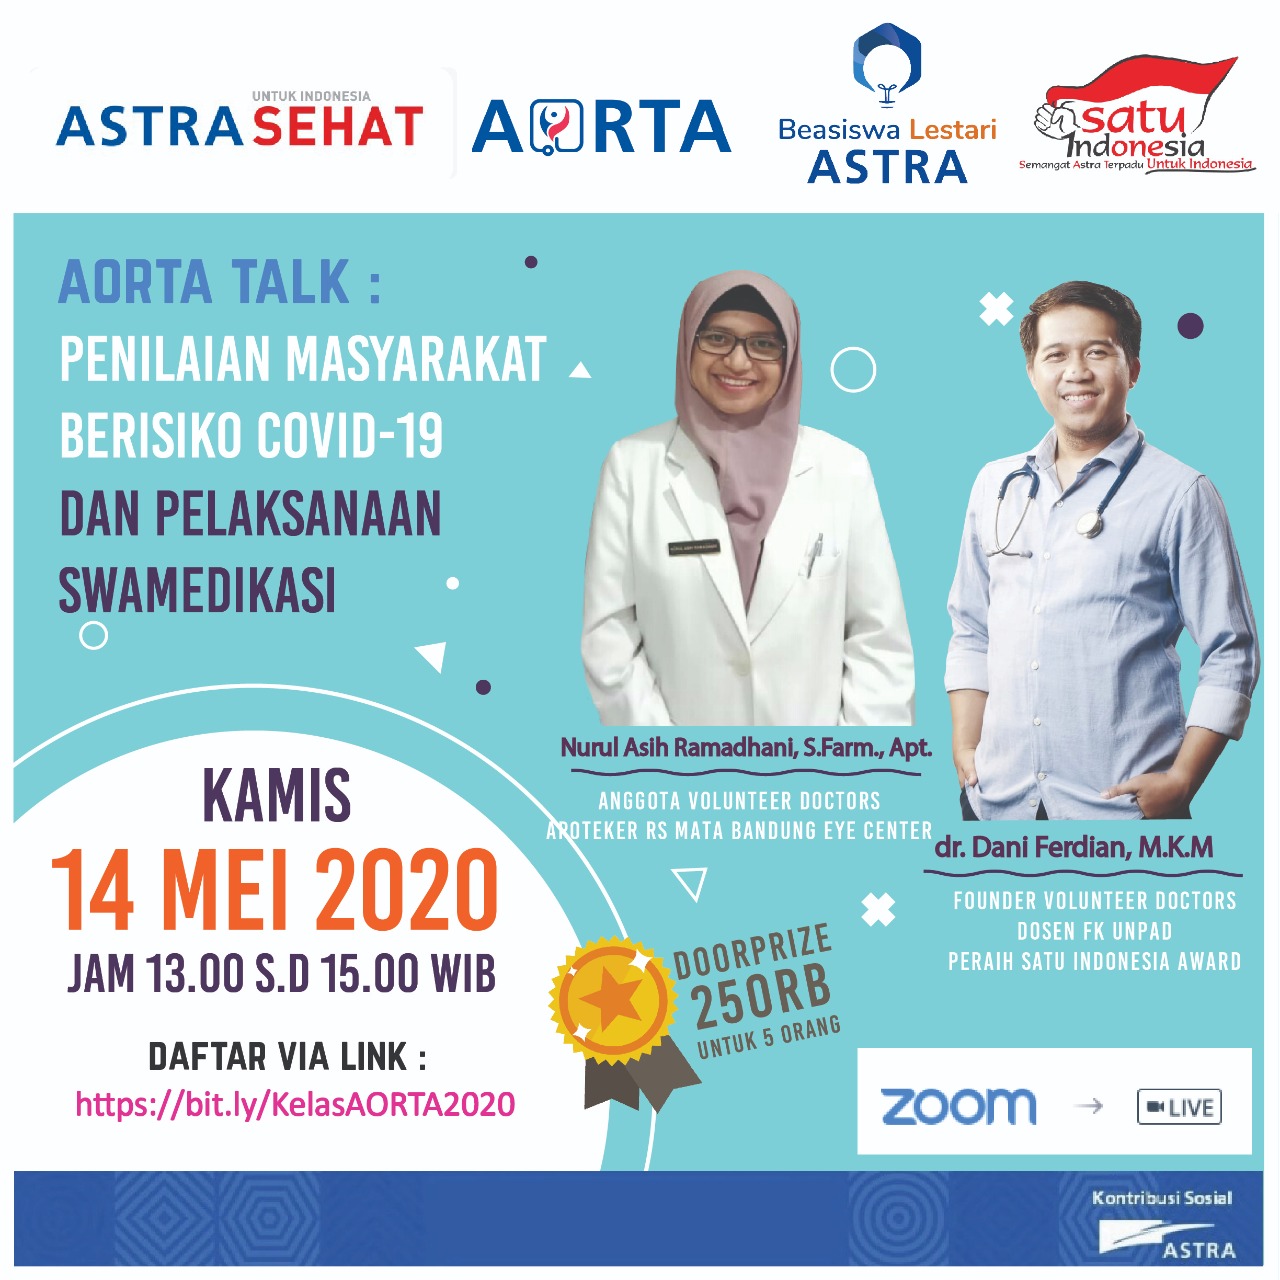 UNTUK INDONESIA
ASTRA SEHAT
AORTA
Beasiswa Lestari
ASTRA
satu
Indonesia
Semangat Astra Terpadu Untuk Indonesia
AORTA TALK :
PENILAIAN MASYARAKAT
BERISIKO COVID-19
DAN PELAKSANAAN
SWAMEDIKASI
Nurul Asih Ramadhani, S.Farm., Apt.
ANGGOTA VOLUNTEER DOCTORS
APOTEKER RS MATA BANDUNG EYE CENTER
dr. Dani Ferdian, M.K.M
FOUNDER VOLUNTEER DOCTORS
DOSEN FK UNPAD
PERAIH SATU INDONESIA AWARD
KAMIS
14 MEI 2020
JAM 13.00 S.D 15.00 WIB
DAFTAR VIA LINK :
https://bit.ly/KelasAORTA2020
DOORPRIZE
250RB
UNTUK 5 ORANG
zoom → LIVE
Kontribusi Sosial
ASTRA